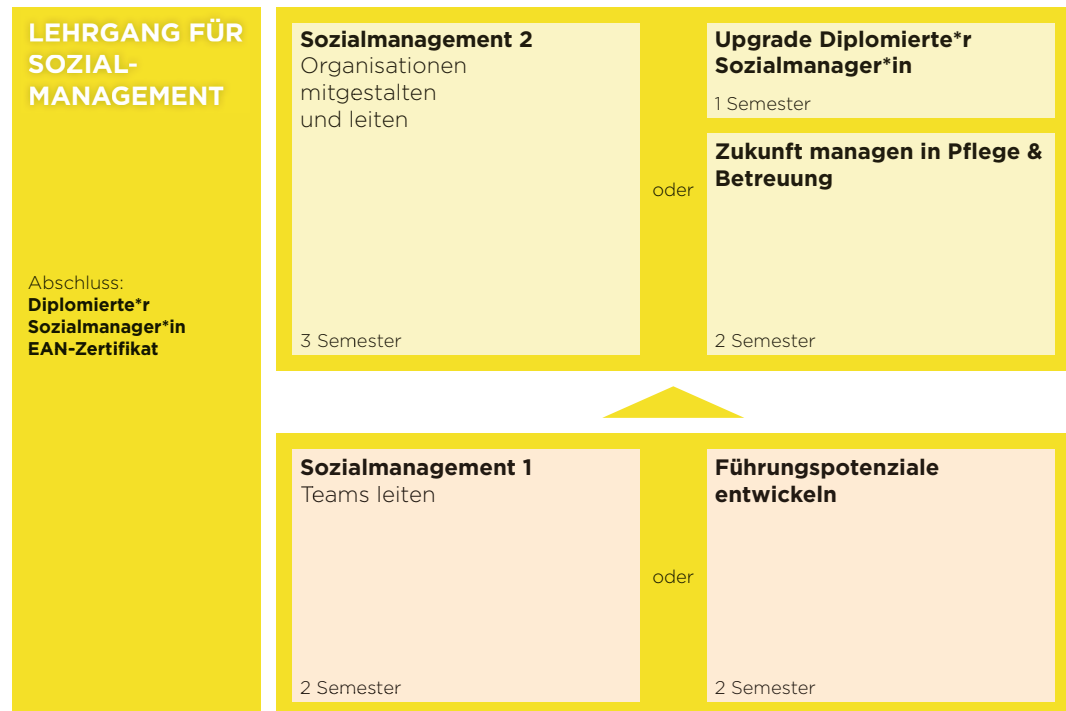 LEHRGANG FÜR
SOZIAL-
MANAGEMENT
Abschluss:
Diplomierte*r
Sozialmanager*in
EAN-Zertifikat
Sozialmanagement 2
Organisationen
mitgestalten
und leiten
3 Semester
oder
Upgrade Diplomierte*r
Sozialmanager*in
1 Semester
Zukunft managen in Pflege &
Betreuung
2 Semester
Sozialmanagement 1
Teams leiten
2 Semester
oder
Führungspotenziale
entwickeln
2 Semester